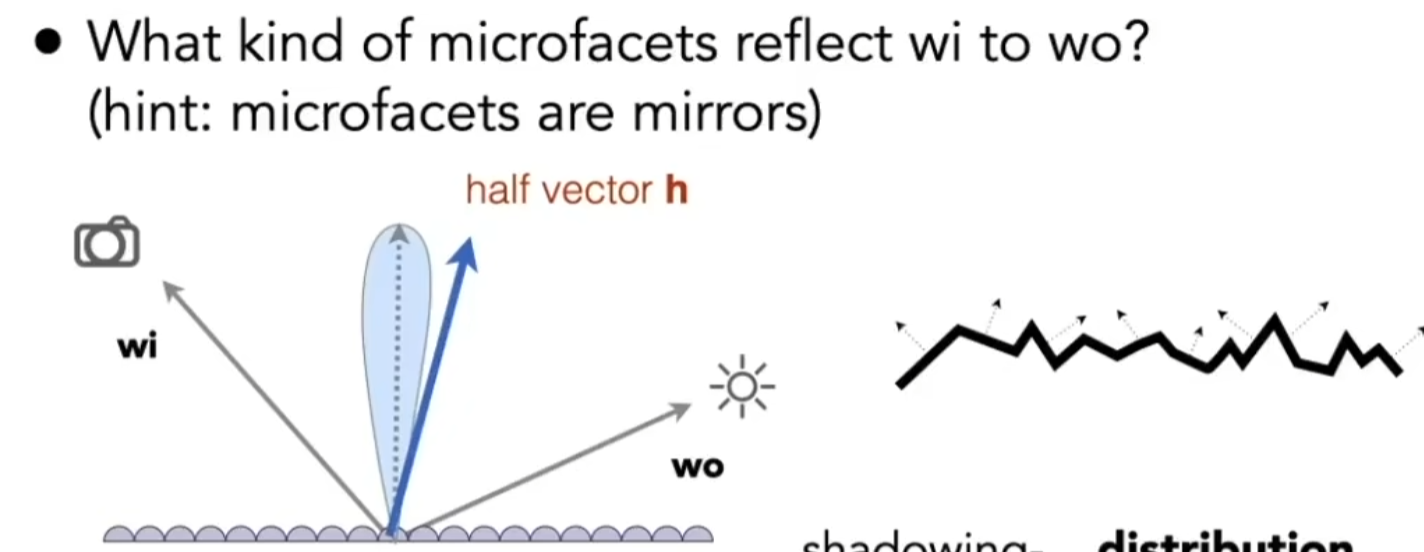 • What kind of microfacets reflect wi to wo?
(hint: microfacets are mirrors)
half vector h
wi
wo
shadowing- distribution